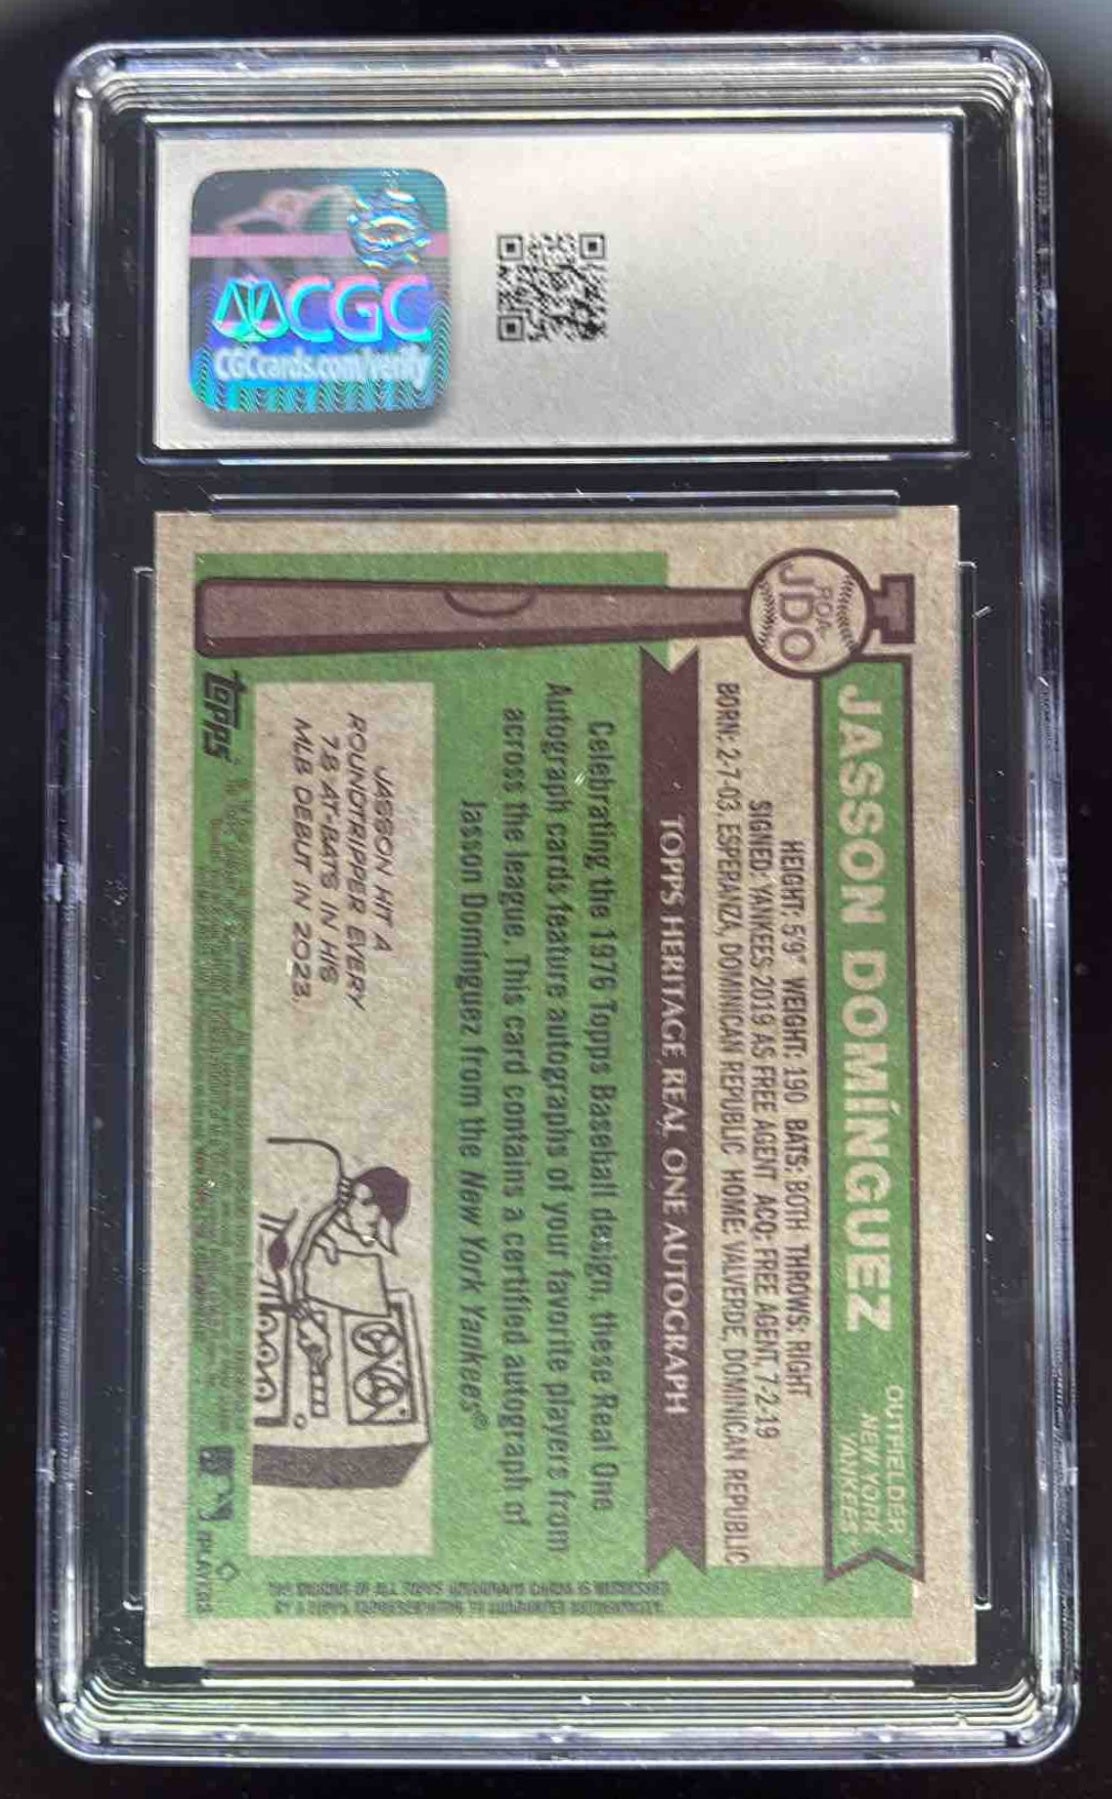 CGC
CGCcards.com/verify
ROA-
JDO
JASSON DOMÍNGUEZ
OUTFIELDER
NEW YORK
YANKEES
HEIGHT: 5'9" WEIGHT: 190 BATS: BOTH THROWS: RIGHT
SIGNED: YANKEES 2019 AS FREE AGENT ACQ: FREE AGENT, 7-2-19
BORN: 2-7-03, ESPERANZA, DOMINICAN REPUBLIC HOME: VALVERDE, DOMINICAN REPUBLIC
TOPPS HERITAGE REAL ONE AUTOGRAPH
Celebrating the 1976 Topps Baseball design, these Real One
Autograph cards feature autographs of your favorite players from
across the league. This card contains a certified autograph of
Jasson Dominguez from the New York Yankees®
JASSON HIT A
ROUNDTRIPPER EVERY
7.8 AT-BATS IN HIS
MLB DEBUT IN 2023.
topps
PLAYERS